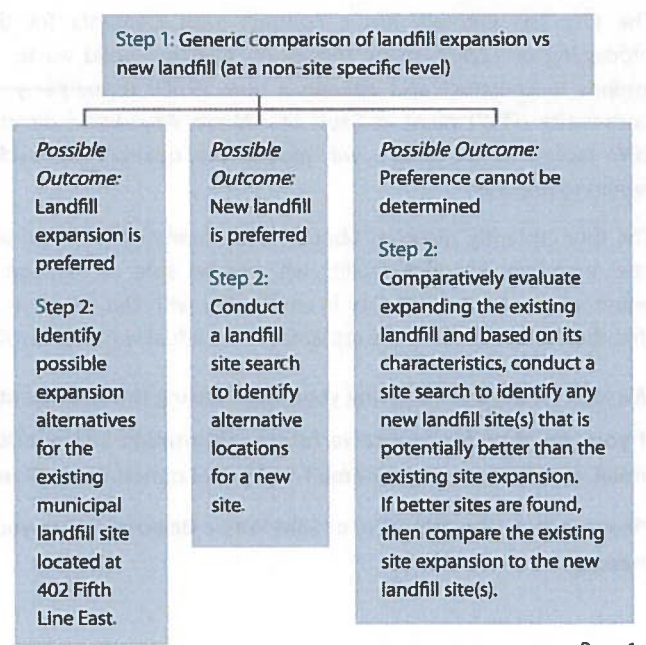 Step 1: Generic comparison of landfill expansion vs
new landfill (at a non-site specific level)
Possible
Outcome:
Landfill
expansion is
preferred
Step 2:
Identify
possible
expansion
alternatives
for the
existing
municipal
landfill site
located at
402 Fifth
Line East.
Possible
Outcome:
New landfill
is preferred
Step 2:
Conduct
a landfill
site search
to identify
alternative
locations
for a new
site.
Possible Outcome:
Preference cannot be
determined
Step 2:
Comparatively evaluate
expanding the existing
landfill and based on its
characteristics, conduct a
site search to identify any
new landfill site(s) that is
potentially better than the
existing site expansion.
If better sites are found,
then compare the existing
site expansion to the new
landfill site(s).